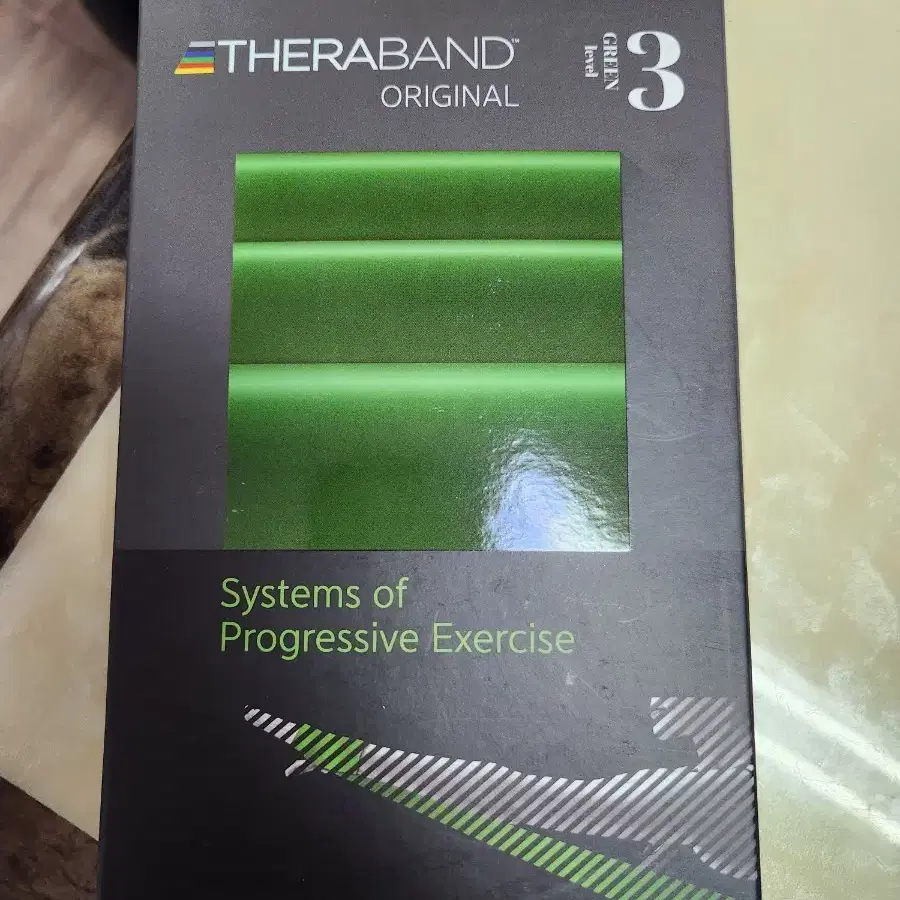 THERABAND™
ORIGINAL
GREEN
level
3
Systems of
Progressive Exercise